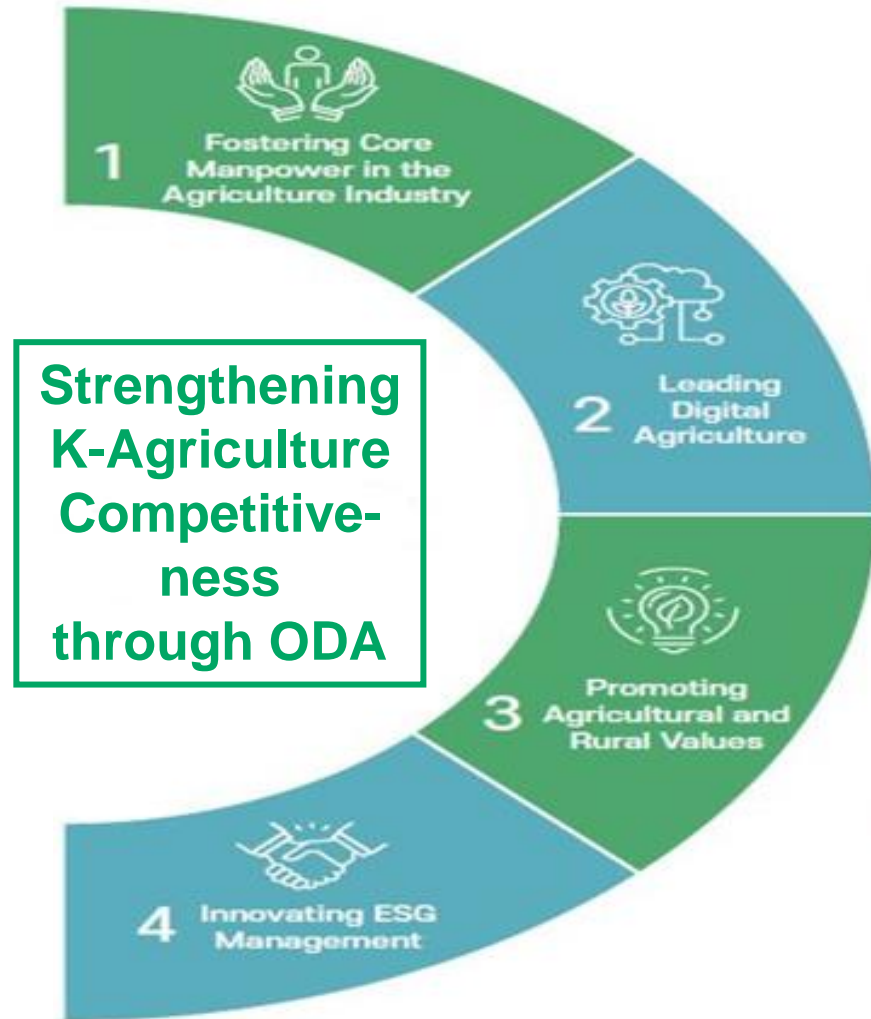 1
Fostering Core
Manpower in the
Agriculture Industry
2
Leading
Digital
Agriculture
Strengthening
K-Agriculture
Competitive-
ness
through ODA
3
Promoting
Agricultural and
Rural Values
4
Innovating ESG
Management